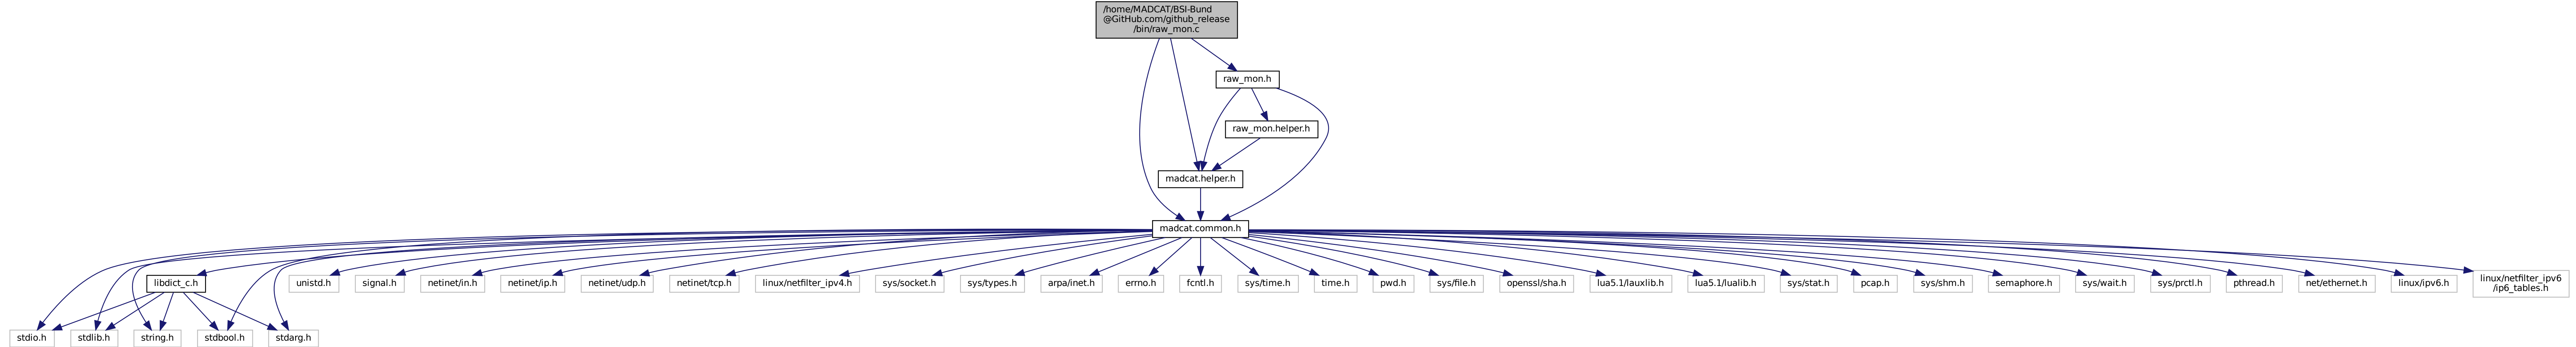 /home/MADCAT/BSI-Bund
@GitHub.com/github_release
/bin/raw_mon.c
raw_mon.h
raw_mon.helper.h
madcat.helper.h
madcat.common.h
libdict_c.h
unistd.h
signal.h
netinet/in.h
netinet/ip.h
netinet/udp.h
netinet/tcp.h
linux/netfilter_ipv4.h
sys/socket.h
sys/types.h
arpa/inet.h
errno.h
fcntl.h
sys/time.h
time.h
pwd.h
sys/file.h
openssl/sha.h
lua5.1/lauxlib.h
lua5.1/lualib.h
sys/stat.h
pcap.h
sys/shm.h
semaphore.h
sys/wait.h
sys/prctl.h
pthread.h
net/ethernet.h
linux/ipv6.h
linux/netfilter_ipv6
/ip6_tables.h
stdio.h
stdlib.h
string.h
stdbool.h
stdarg.h